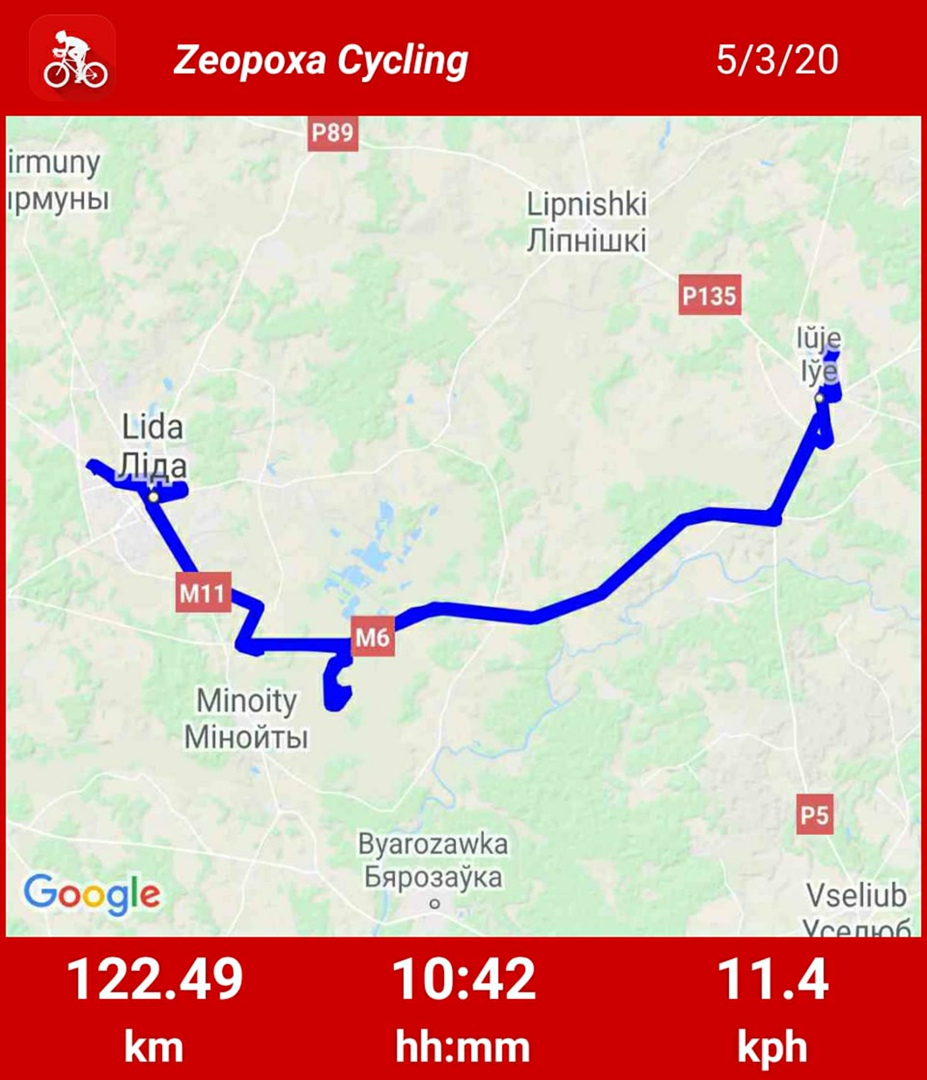 Zeopoxa Cycling
5/3/20
P89
irmuny
ірмуны
Lipnishki
Ліпнішкі
P135
Iŭje
Іўе
Lida
Ліда
M11
M6
Minoity
Мінойты
P5
Byarozawka
Бярозаўка
Google
Vseliub
Уселюб
122.49
10:42
11.4
km
hh:mm
kph